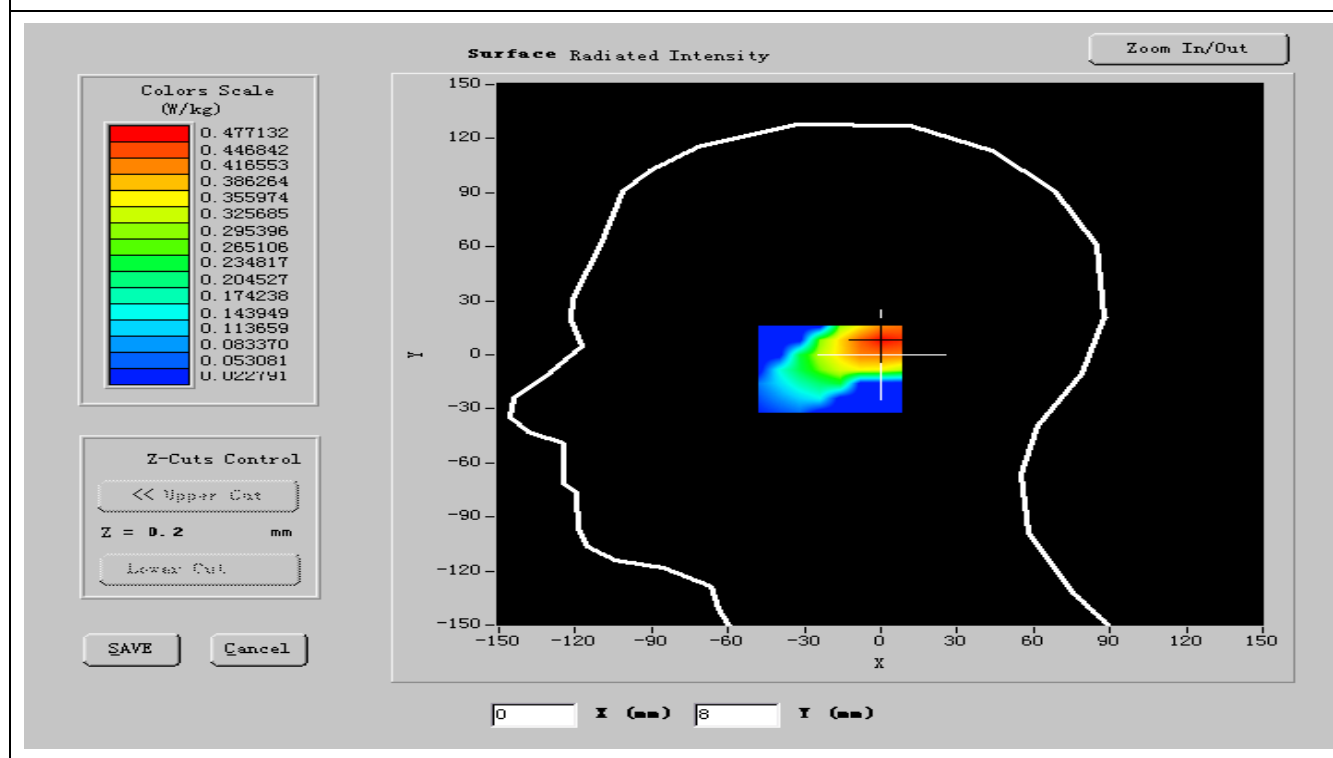 Surface Radiated Intensity
Zoom In/Out
Colors Scale
(W/kg)
0.477132
0.446842
0.416553
0.386264
0.355974
0.325685
0.295396
0.265106
0.234817
0.204527
0.174238
0.143949
0.113659
0.083370
0.053081
0.022791
Z-Cuts Control
<< Upper Cut
Z = 0.2 mm
Lower Cut
SAVE
Cancel
150
120
90
60
30
0
-30
-60
-90
-120
-150
Y
-150 -120 -90 -60 -30 0 30 60 90 120 150
X
0 X (mm) 8 Y (mm)